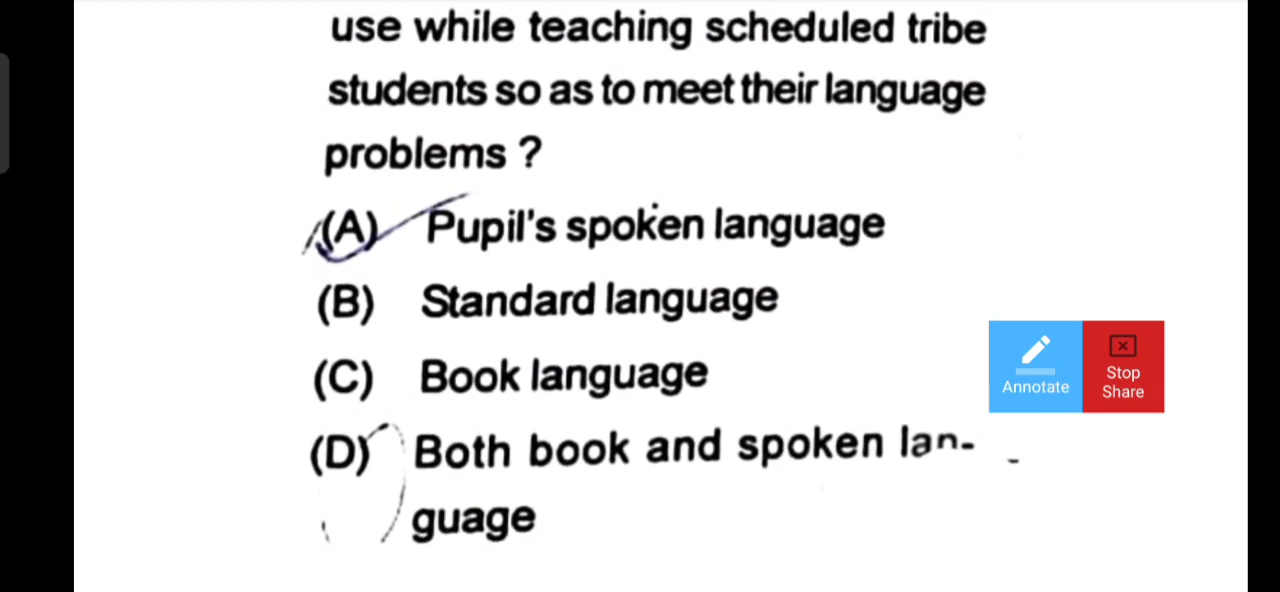 use while teaching scheduled tribe
students so as to meet their language
problems ?
(A) Pupil's spoken language
(B) Standard language
(C) Book language
(D) Both book and spoken lan-
guage
Annotate
Stop
Share